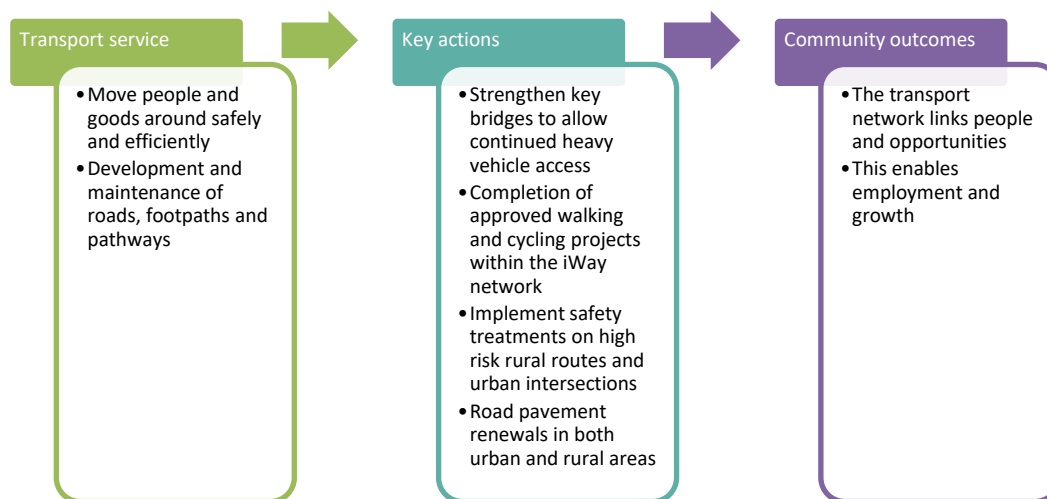 Transport service
•Move people and
goods around safely
and efficiently
•Development and
maintenance of
roads, footpaths and
pathways
Key actions
•Strengthen key
bridges to allow
continued heavy
vehicle access
•Completion of
approved walking
and cycling projects
within the iWay
network
•Implement safety
treatments on high
risk rural routes and
urban intersections
•Road pavement
renewals in both
urban and rural areas
Community outcomes
•The transport
network links people
and opportunities
•This enables
employment and
growth